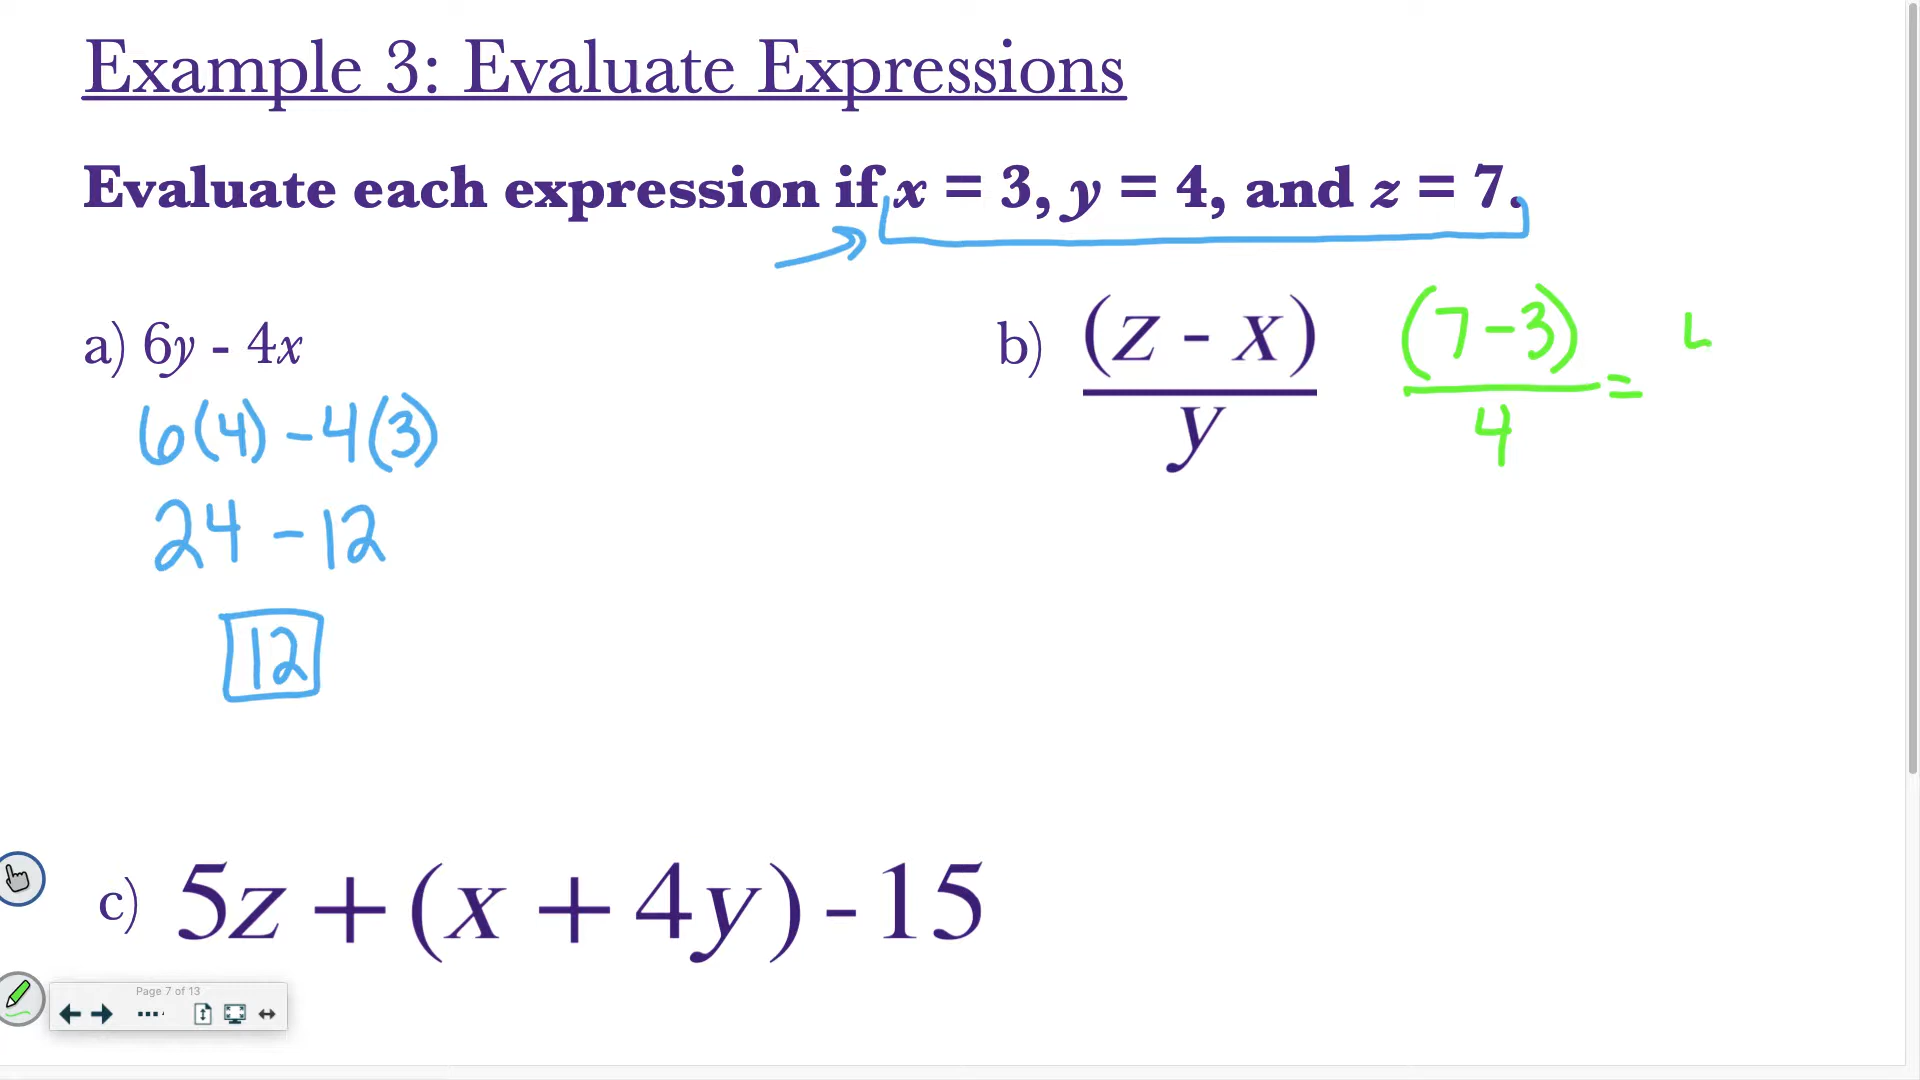 Example 3: Evaluate Expressions
Evaluate each expression if x = 3, y = 4, and z = 7.
a) 6y - 4x
6(4) - 4(3)
24 - 12
12
b) (z - x)
y
(7-3)
4
=
c) 5z + (x + 4y) - 15
Page 7 of 13